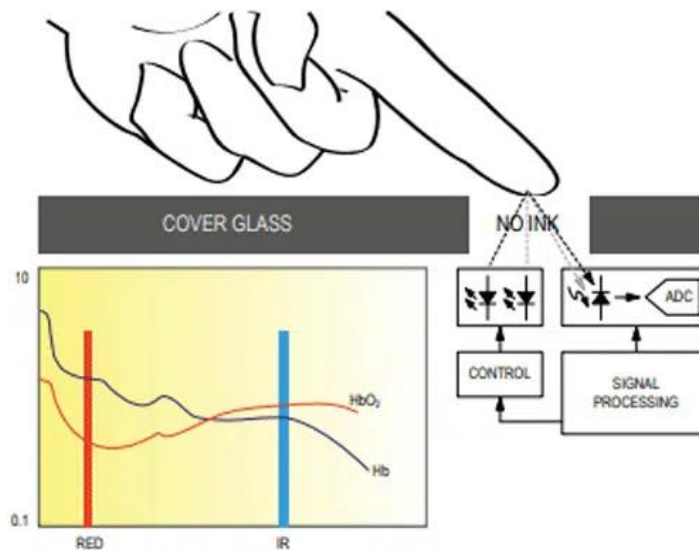 COVER GLASS
NO INK
10
ADC
CONTROL
SIGNAL
PROCESSING
HbO₂
Hb
0.1
RED
IR